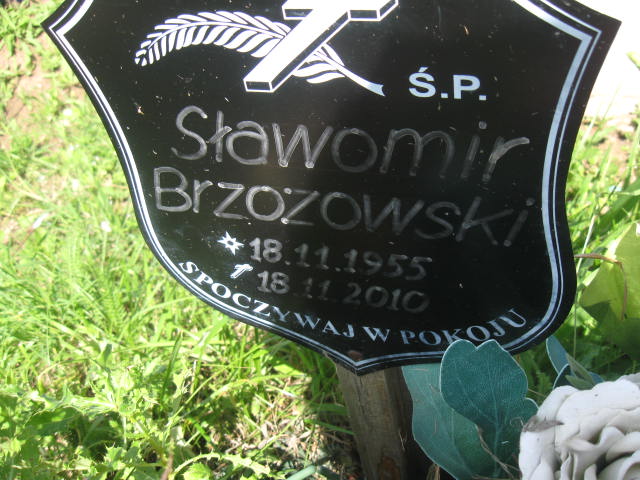 Ś.P.
Sławomir
Brzozowski
18.11.1955
18.11.2010
SPOCZYWAJ W POKOJU